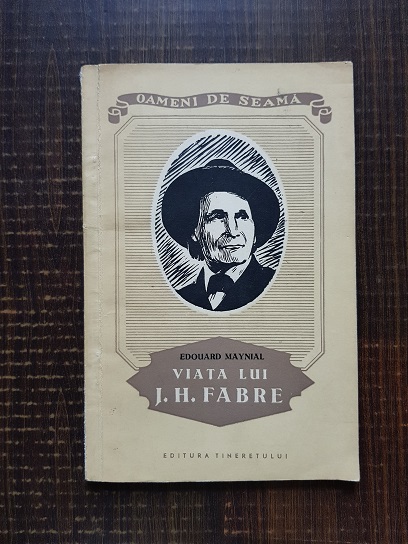 OAMENI DE SEAMĂ
EDOUARD MAYNIAL
VIAȚA LUI
J. H. FABRE
EDITURA TINERETULUI